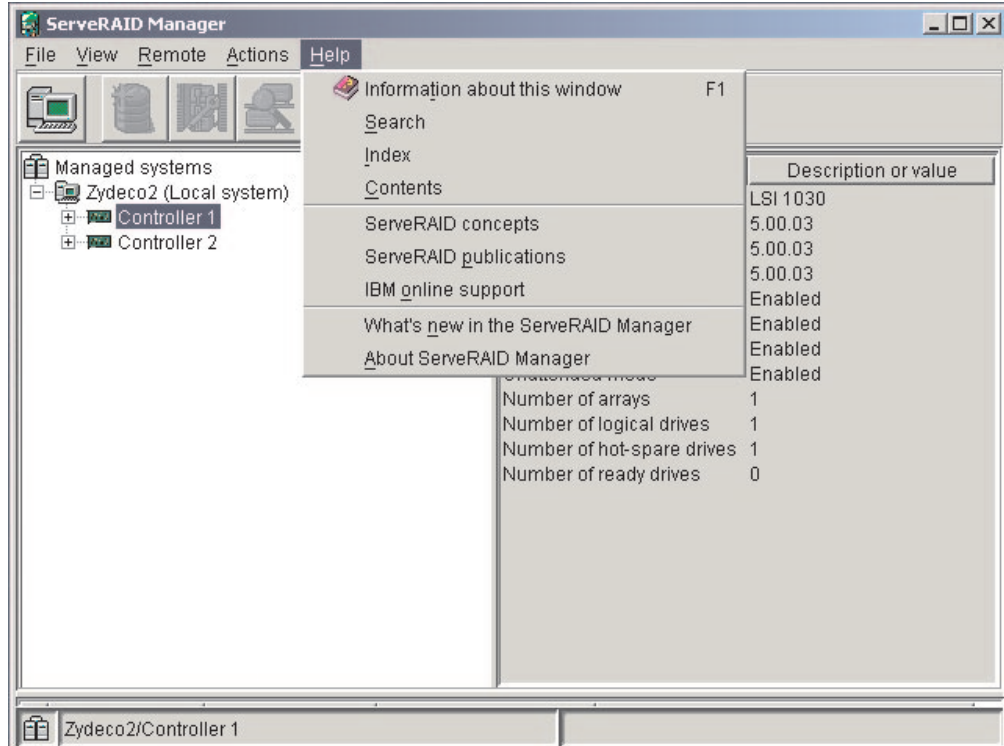 ServeRAID Manager
File View Remote Actions Help
Information about this window F1
Search
Index
Contents
ServeRAID concepts
ServeRAID publications
IBM online support
What's new in the ServeRAID Manager
About ServeRAID Manager
Managed systems
Zydeco2 (Local system)
Controller 1
Controller 2
Description or value
LSI 1030
5.00.03
5.00.03
5.00.03
Enabled
Enabled
Enabled
Unattended mode Enabled
Number of arrays 1
Number of logical drives 1
Number of hot-spare drives 1
Number of ready drives 0
Zydeco2/Controller 1